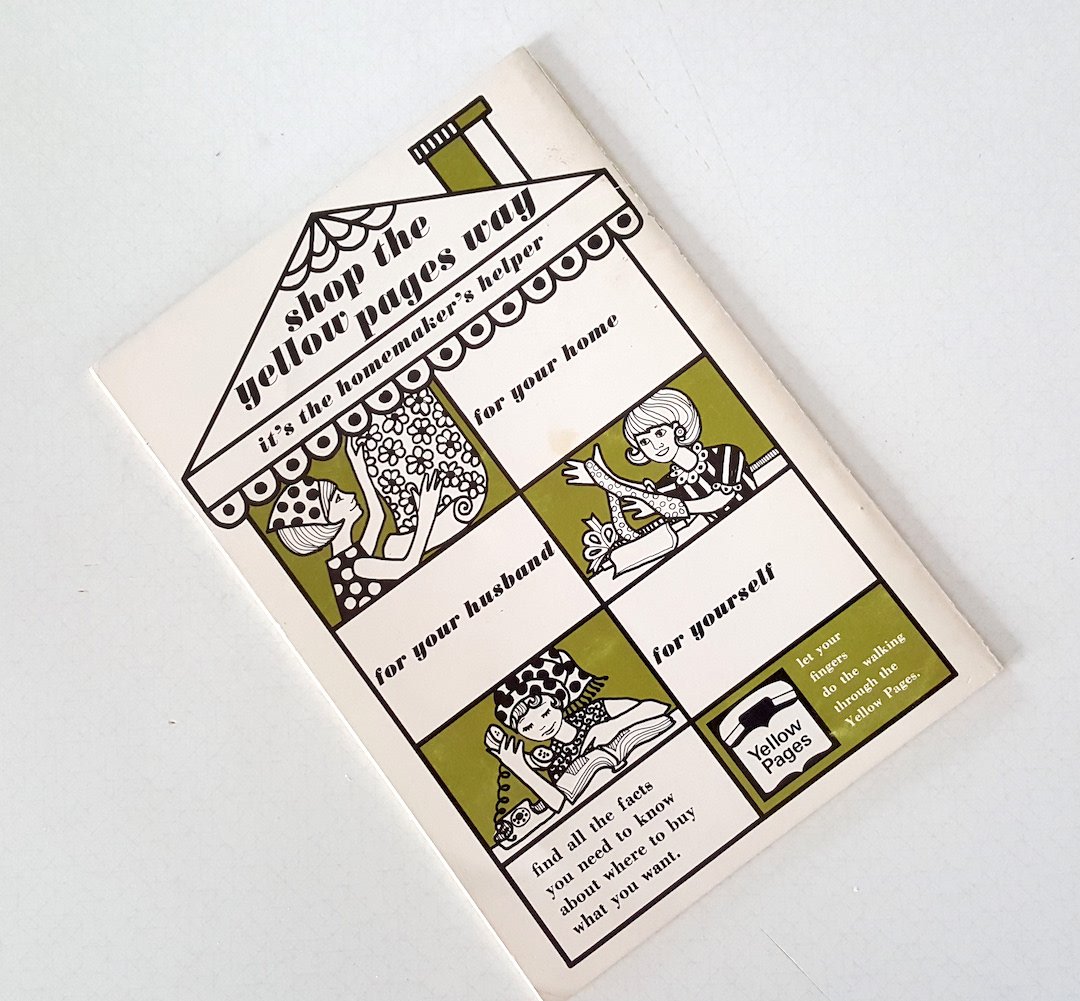 shop the
yellow pages way
it's the homemaker's helper
for your home
for your husband
for yourself
let your
fingers
do the walking
through the
Yellow Pages.
Yellow
Pages
find all the facts
you need to know
about where to buy
what you want.